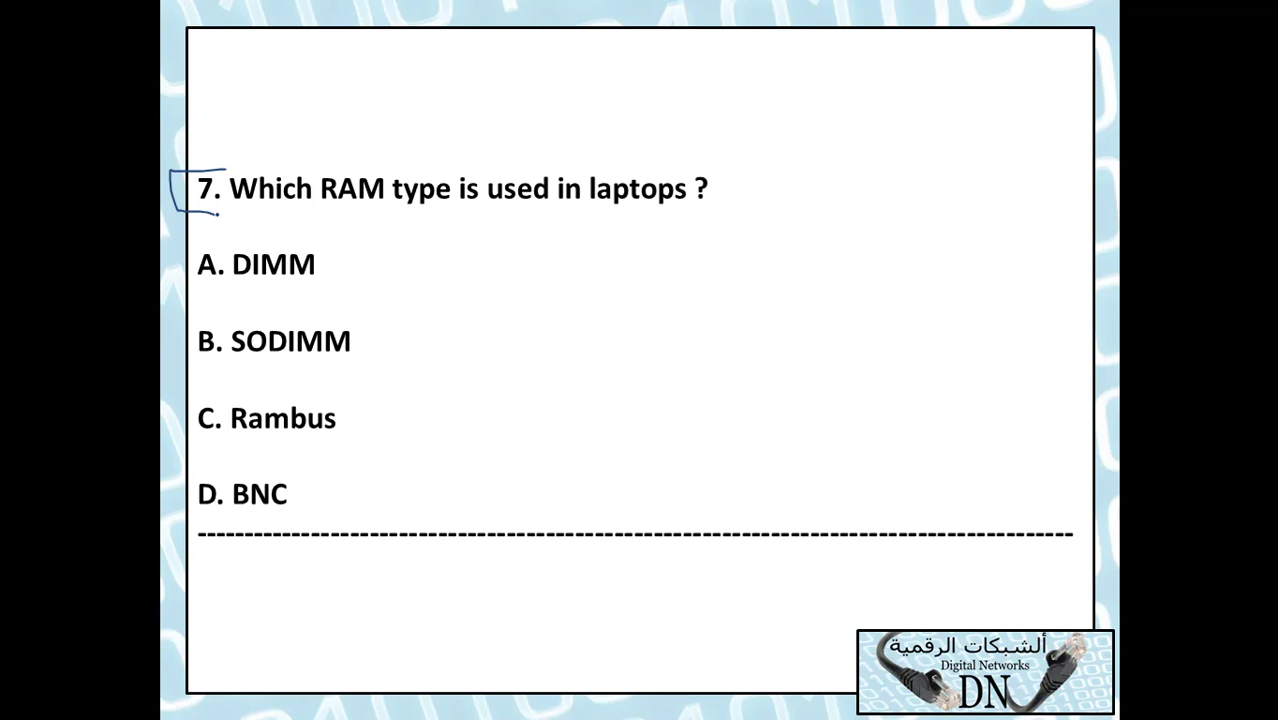 7. Which RAM type is used in laptops ?
A. DIMM
B. SODIMM
C. Rambus
D. BNC
--------------------------------------------------------------------------------
ألشبكات الرقمية
Digital Networks
DN